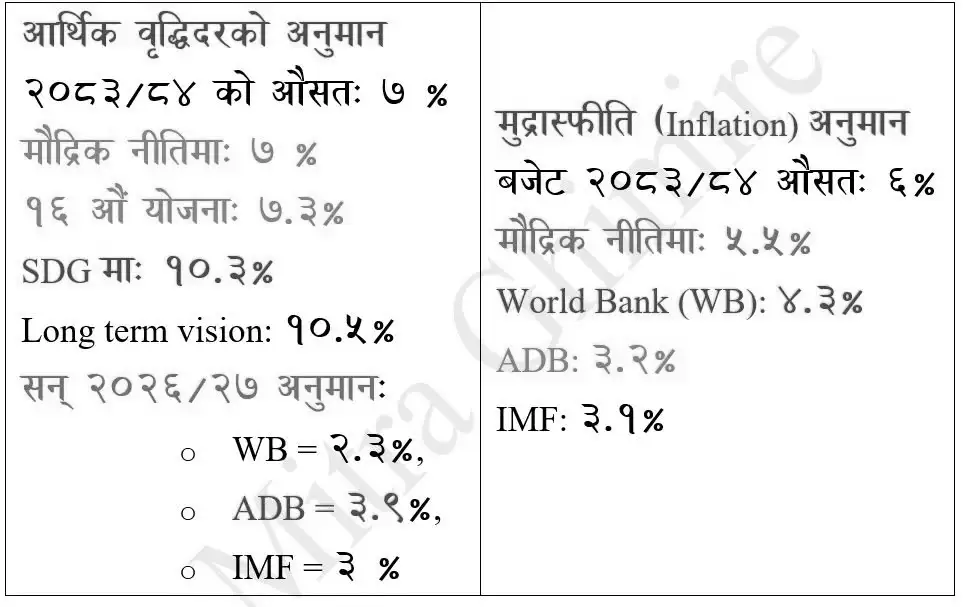 आर्थिक वृद्धिदरको अनुमान
२०८३/८४ को औसतः ७ %
मौद्रिक नीतिमाः ७ %
१६ औं योजनाः ७.३%
SDG माः १०.३%
Long term vision: १०.५%
सन् २०२६/२७ अनुमानः
o WB = २.३%,
o ADB = ३.९%,
o IMF = ३ %
मुद्रास्फीति (Inflation) अनुमान
बजेट २०८३/८४ औसतः ६%
मौद्रिक नीतिमाः ५.५%
World Bank (WB): ४.३%
ADB: ३.२%
IMF: ३.१%
Mitra Ghimire